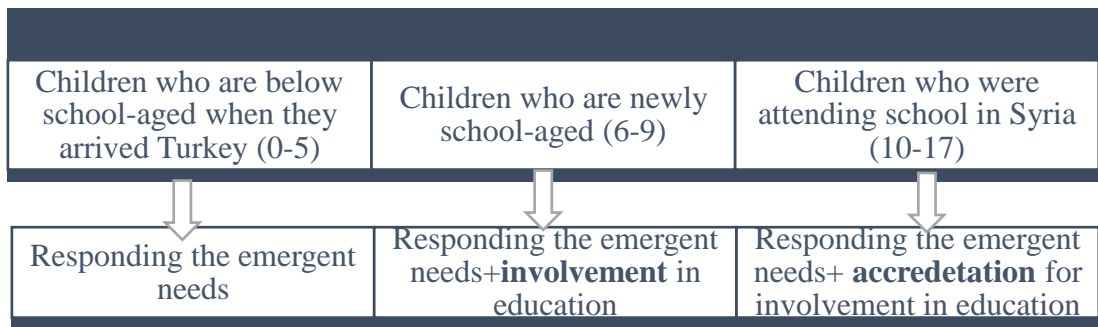 Children who are below
school-aged when they
arrived Turkey (0-5)
Children who are newly
school-aged (6-9)
Children who were
attending school in Syria
(10-17)
Responding the emergent
needs
Responding the emergent
needs+involvement in
education
Responding the emergent
needs+ accredetation for
involvement in education